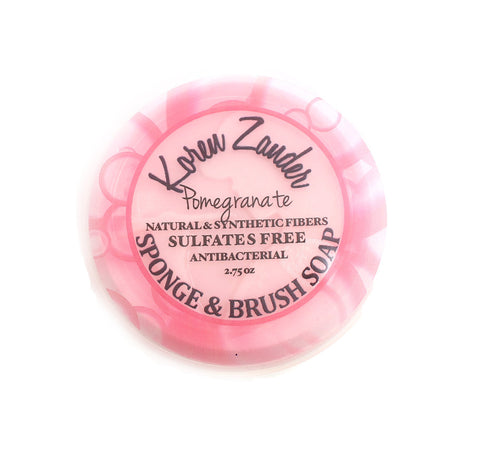 Karen Zander
Pomegranate
NATURAL & SYNTHETIC FIBERS
SULFATES FREE
ANTIBACTERIAL
2.75 oz
SPONGE & BRUSH SOAP